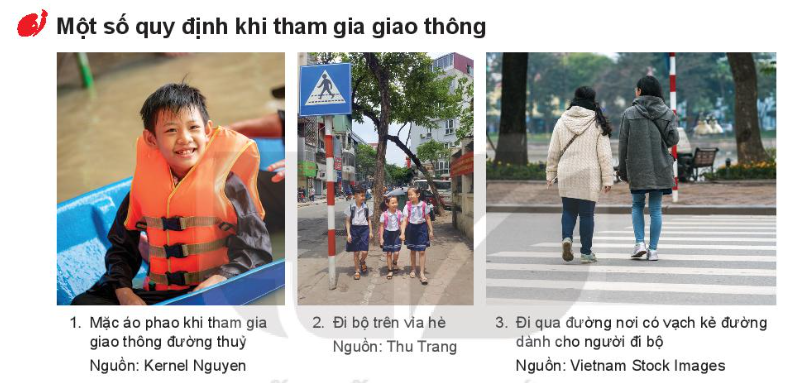 Một số quy định khi tham gia giao thông
1. Mặc áo phao khi tham gia
giao thông đường thuỷ
Nguồn: Kernel Nguyen
2. Đi bộ trên vỉa hè
Nguồn: Thu Trang
3. Đi qua đường nơi có vạch kẻ đường
dành cho người đi bộ
Nguồn: Vietnam Stock Images